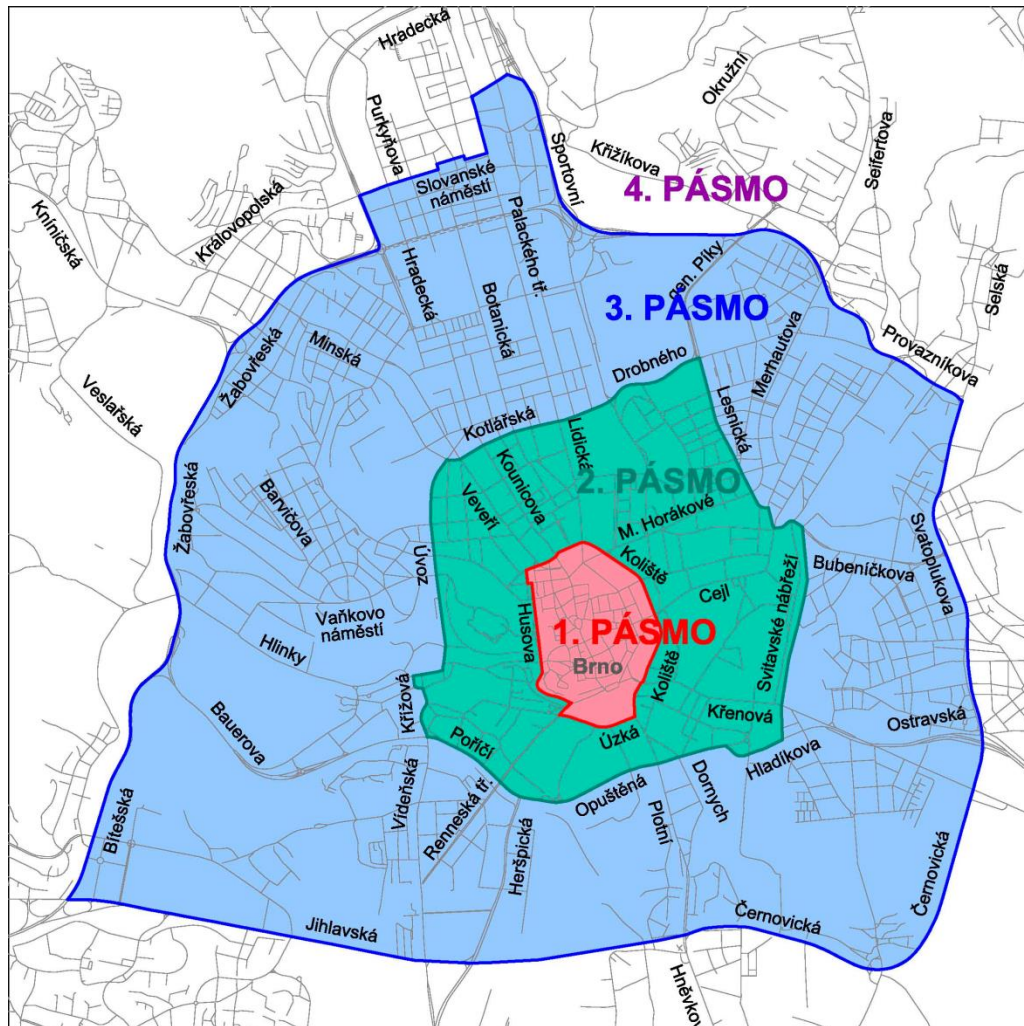 Hradecká
Okružní
Purkyňova
Sportovní
Křížíkova
Seifertova
4. PÁSMO
Slovanské
náměstí
Kníničská
Královopolská
Palackého tř.
Selská
gen. Píky
Hradecká
Botanická
3. PÁSMO
Minská
Merhautova
Provazníkova
Žabovřeská
Drobného
Veslařská
Lesnická
Kotlářská
Lidická
Kounicova
2. PÁSMO
Veveří
Barvičova
Žabovřeská
M. Horákové
Svatoplukova
Úvoz
Koliště
Bubeníčkova
Cejl
Svitavské nábřeží
Vaňkovo
náměstí
Husova
1. PÁSMO
Hlinky
Brno
Koliště
Křížová
Křenová
Ostravská
Bauerova
Poříčí
Úzká
Hladíkova
Vídeňská
Dornych
Opuštěná
Renneská tř.
Plotní
Bítešská
Heršpická
Černovická
Jihlavská
Černovická